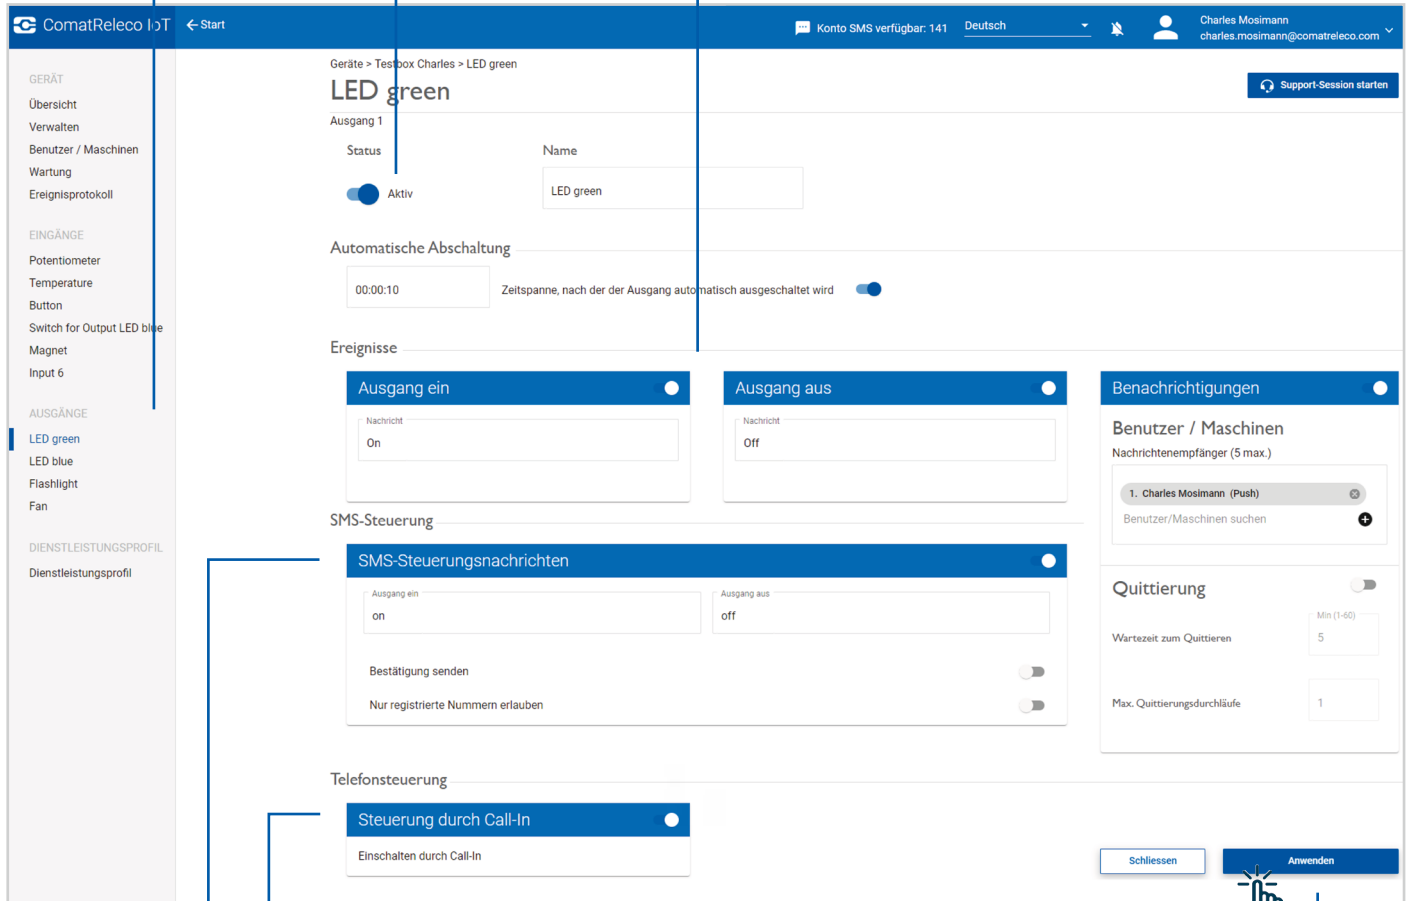 ComatReleco IoT
Start
Konto SMS verfügbar: 141
Deutsch
Charles Mosimann
charles.mosimann@comatreleco.com
GERÄT
Übersicht
Verwalten
Benutzer / Maschinen
Wartung
Ereignisprotokoll
EINGÄNGE
Potentiometer
Temperature
Button
Switch for Output LED blue
Magnet
Input 6
AUSGÄNGE
LED green
LED blue
Flashlight
Fan
DIENSTLEISTUNGSPROFIL
Dienstleistungsprofil
Geräte > Testbox Charles > LED green
LED green
Support-Session starten
Ausgang 1
Status
Name
Aktiv
LED green
Automatische Abschaltung
00:00:10
Zeitspanne, nach der der Ausgang automatisch ausgeschaltet wird
Ereignisse
Ausgang ein
Nachricht
On
Ausgang aus
Nachricht
Off
SMS-Steuerung
SMS-Steuerungsnachrichten
Ausgang ein
on
Ausgang aus
off
Bestätigung senden
Nur registrierte Nummern erlauben
Telefonsteuerung
Steuerung durch Call-In
Einschalten durch Call-In
Benachrichtigungen
Benutzer / Maschinen
Nachrichtenempfänger (5 max.)
1. Charles Mosimann (Push)
Benutzer/Maschinen suchen
Quittierung
Min (1-60)
Wartezeit zum Quittieren
5
Max. Quittierungsdurchläufe
1
Schliessen
Anwenden